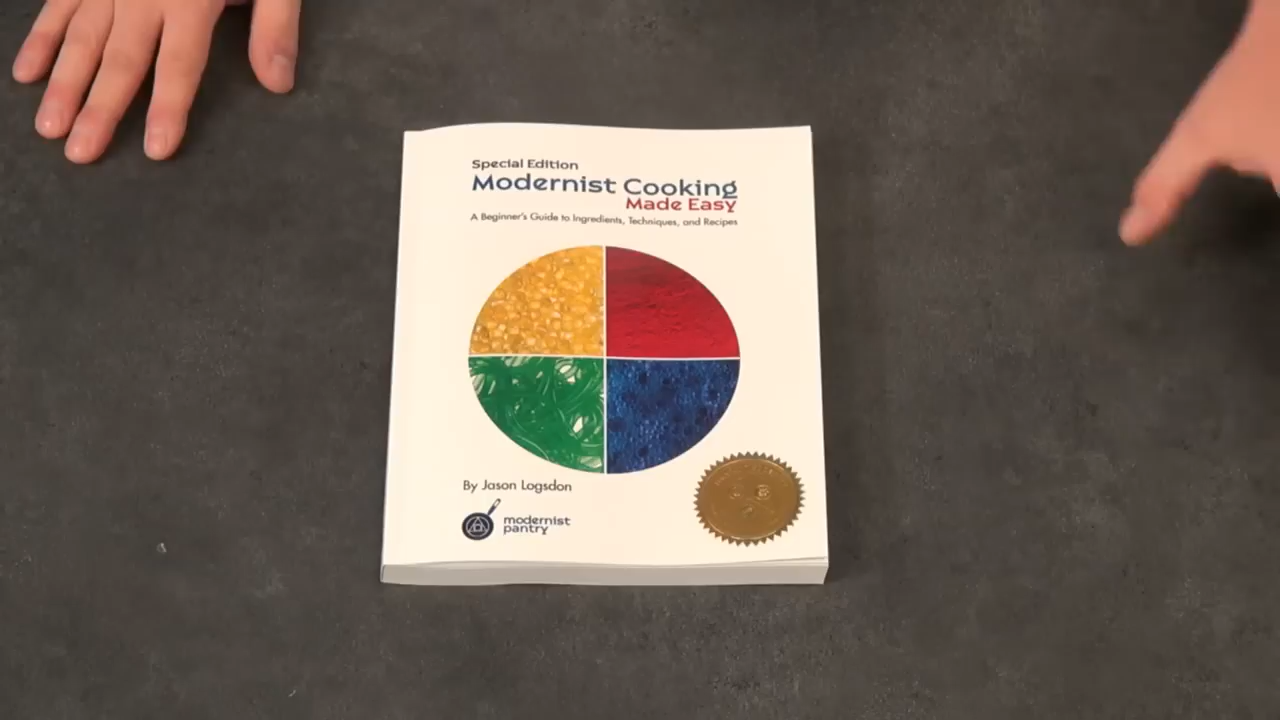 Special Edition
Modernist Cooking
Made Easy
A Beginner's Guide to Ingredients, Techniques, and Recipes
By Jason Logsdon
modernist
pantry